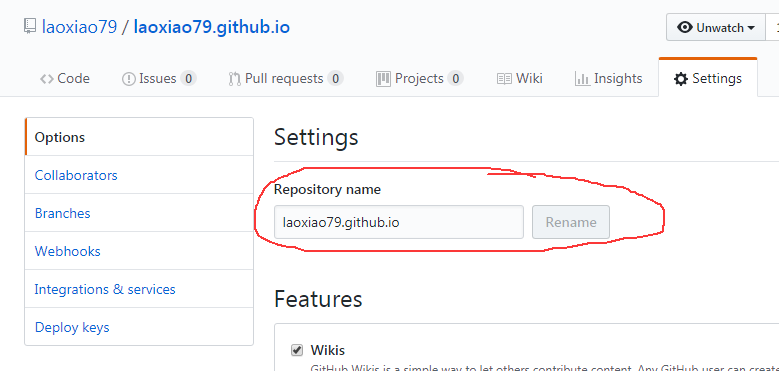 laoxiao79 / laoxiao79.github.io
Unwatch
Code Issues 0 Pull requests 0 Projects 0 Wiki Insights Settings
Options
Collaborators
Branches
Webhooks
Integrations & services
Deploy keys
Settings
Repository name
laoxiao79.github.io Rename
Features
Wikis
GitHub Wikis is a simple way to let others contribute content. Any GitHub user can create